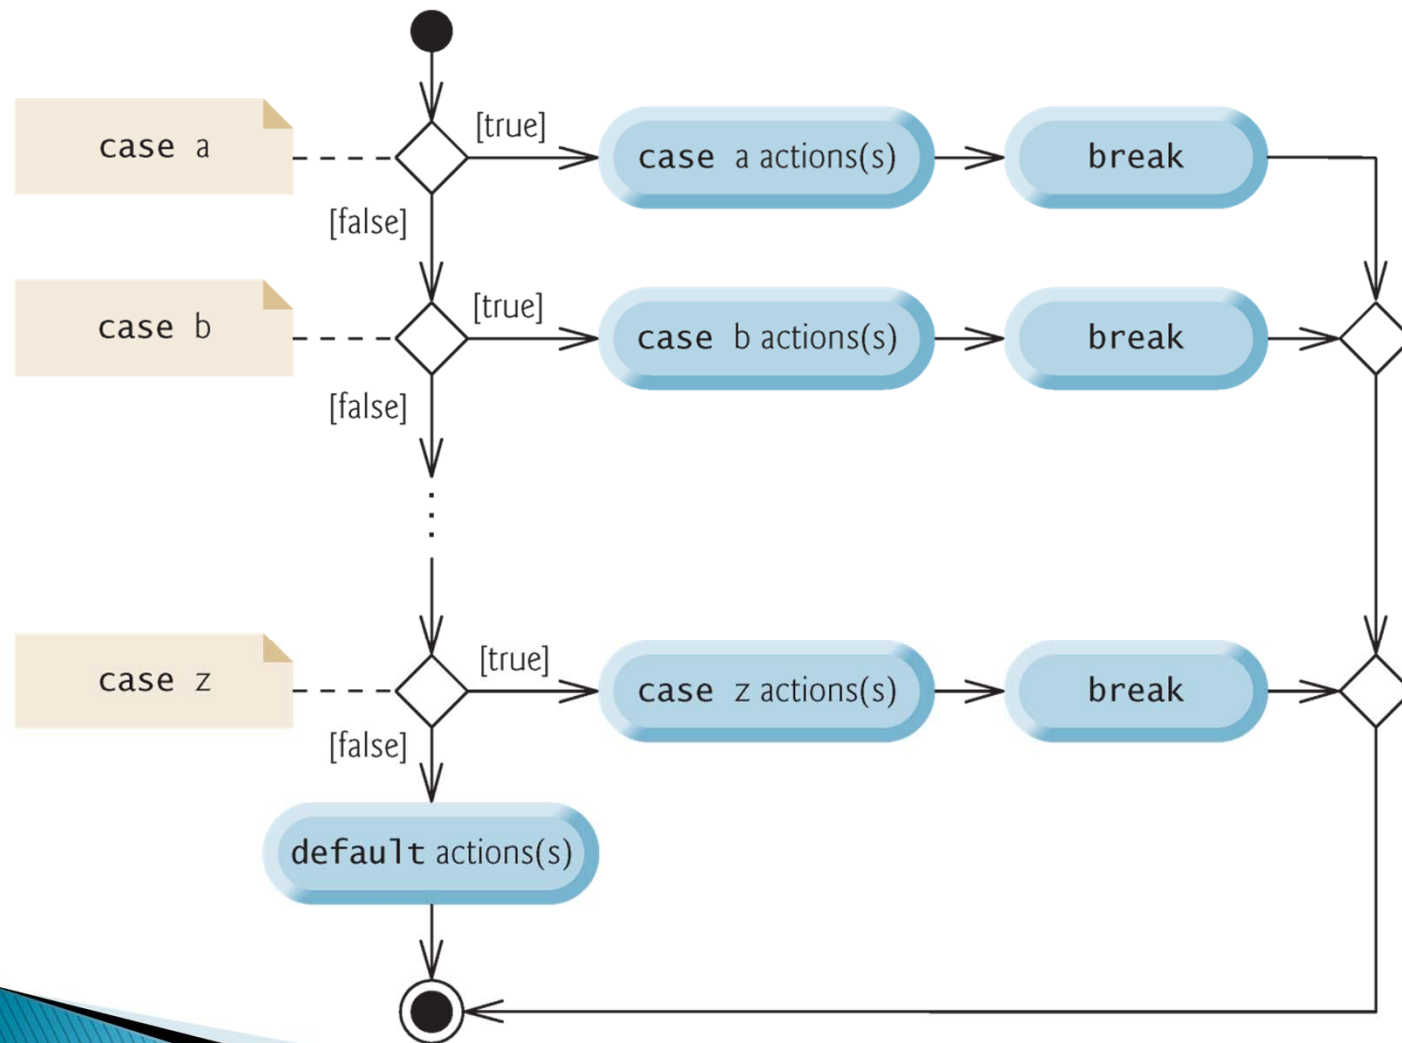 [true]
case a
case a actions(s)
break
[false]
[true]
case b
case b actions(s)
break
[false]
[true]
case z
case z actions(s)
break
[false]
default actions(s)